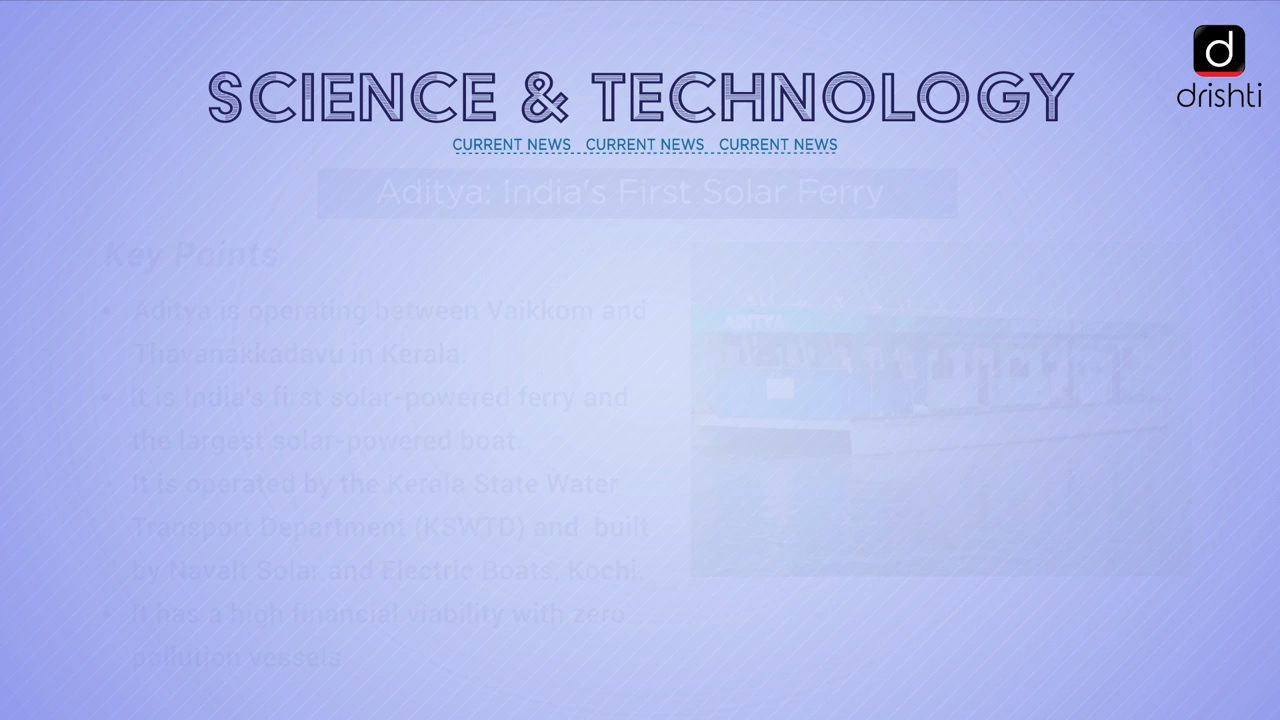 d
drishti
SCIENCE & TECHNOLOGY
CURRENT NEWS CURRENT NEWS CURRENT NEWS
Aditya: India's First Solar Ferry
Key Points
• Aditya is operating between Vaikkom and
Thavanakkadavu in Kerala.
• It is India's first solar-powered ferry and
the largest solar-powered boat.
• It is operated by the Kerala State Water
Transport Department (KSWTD) and built
by Navalt Solar and Electric Boats, Kochi.
• It has a high financial viability with zero
pollution vessels.
ADITYA